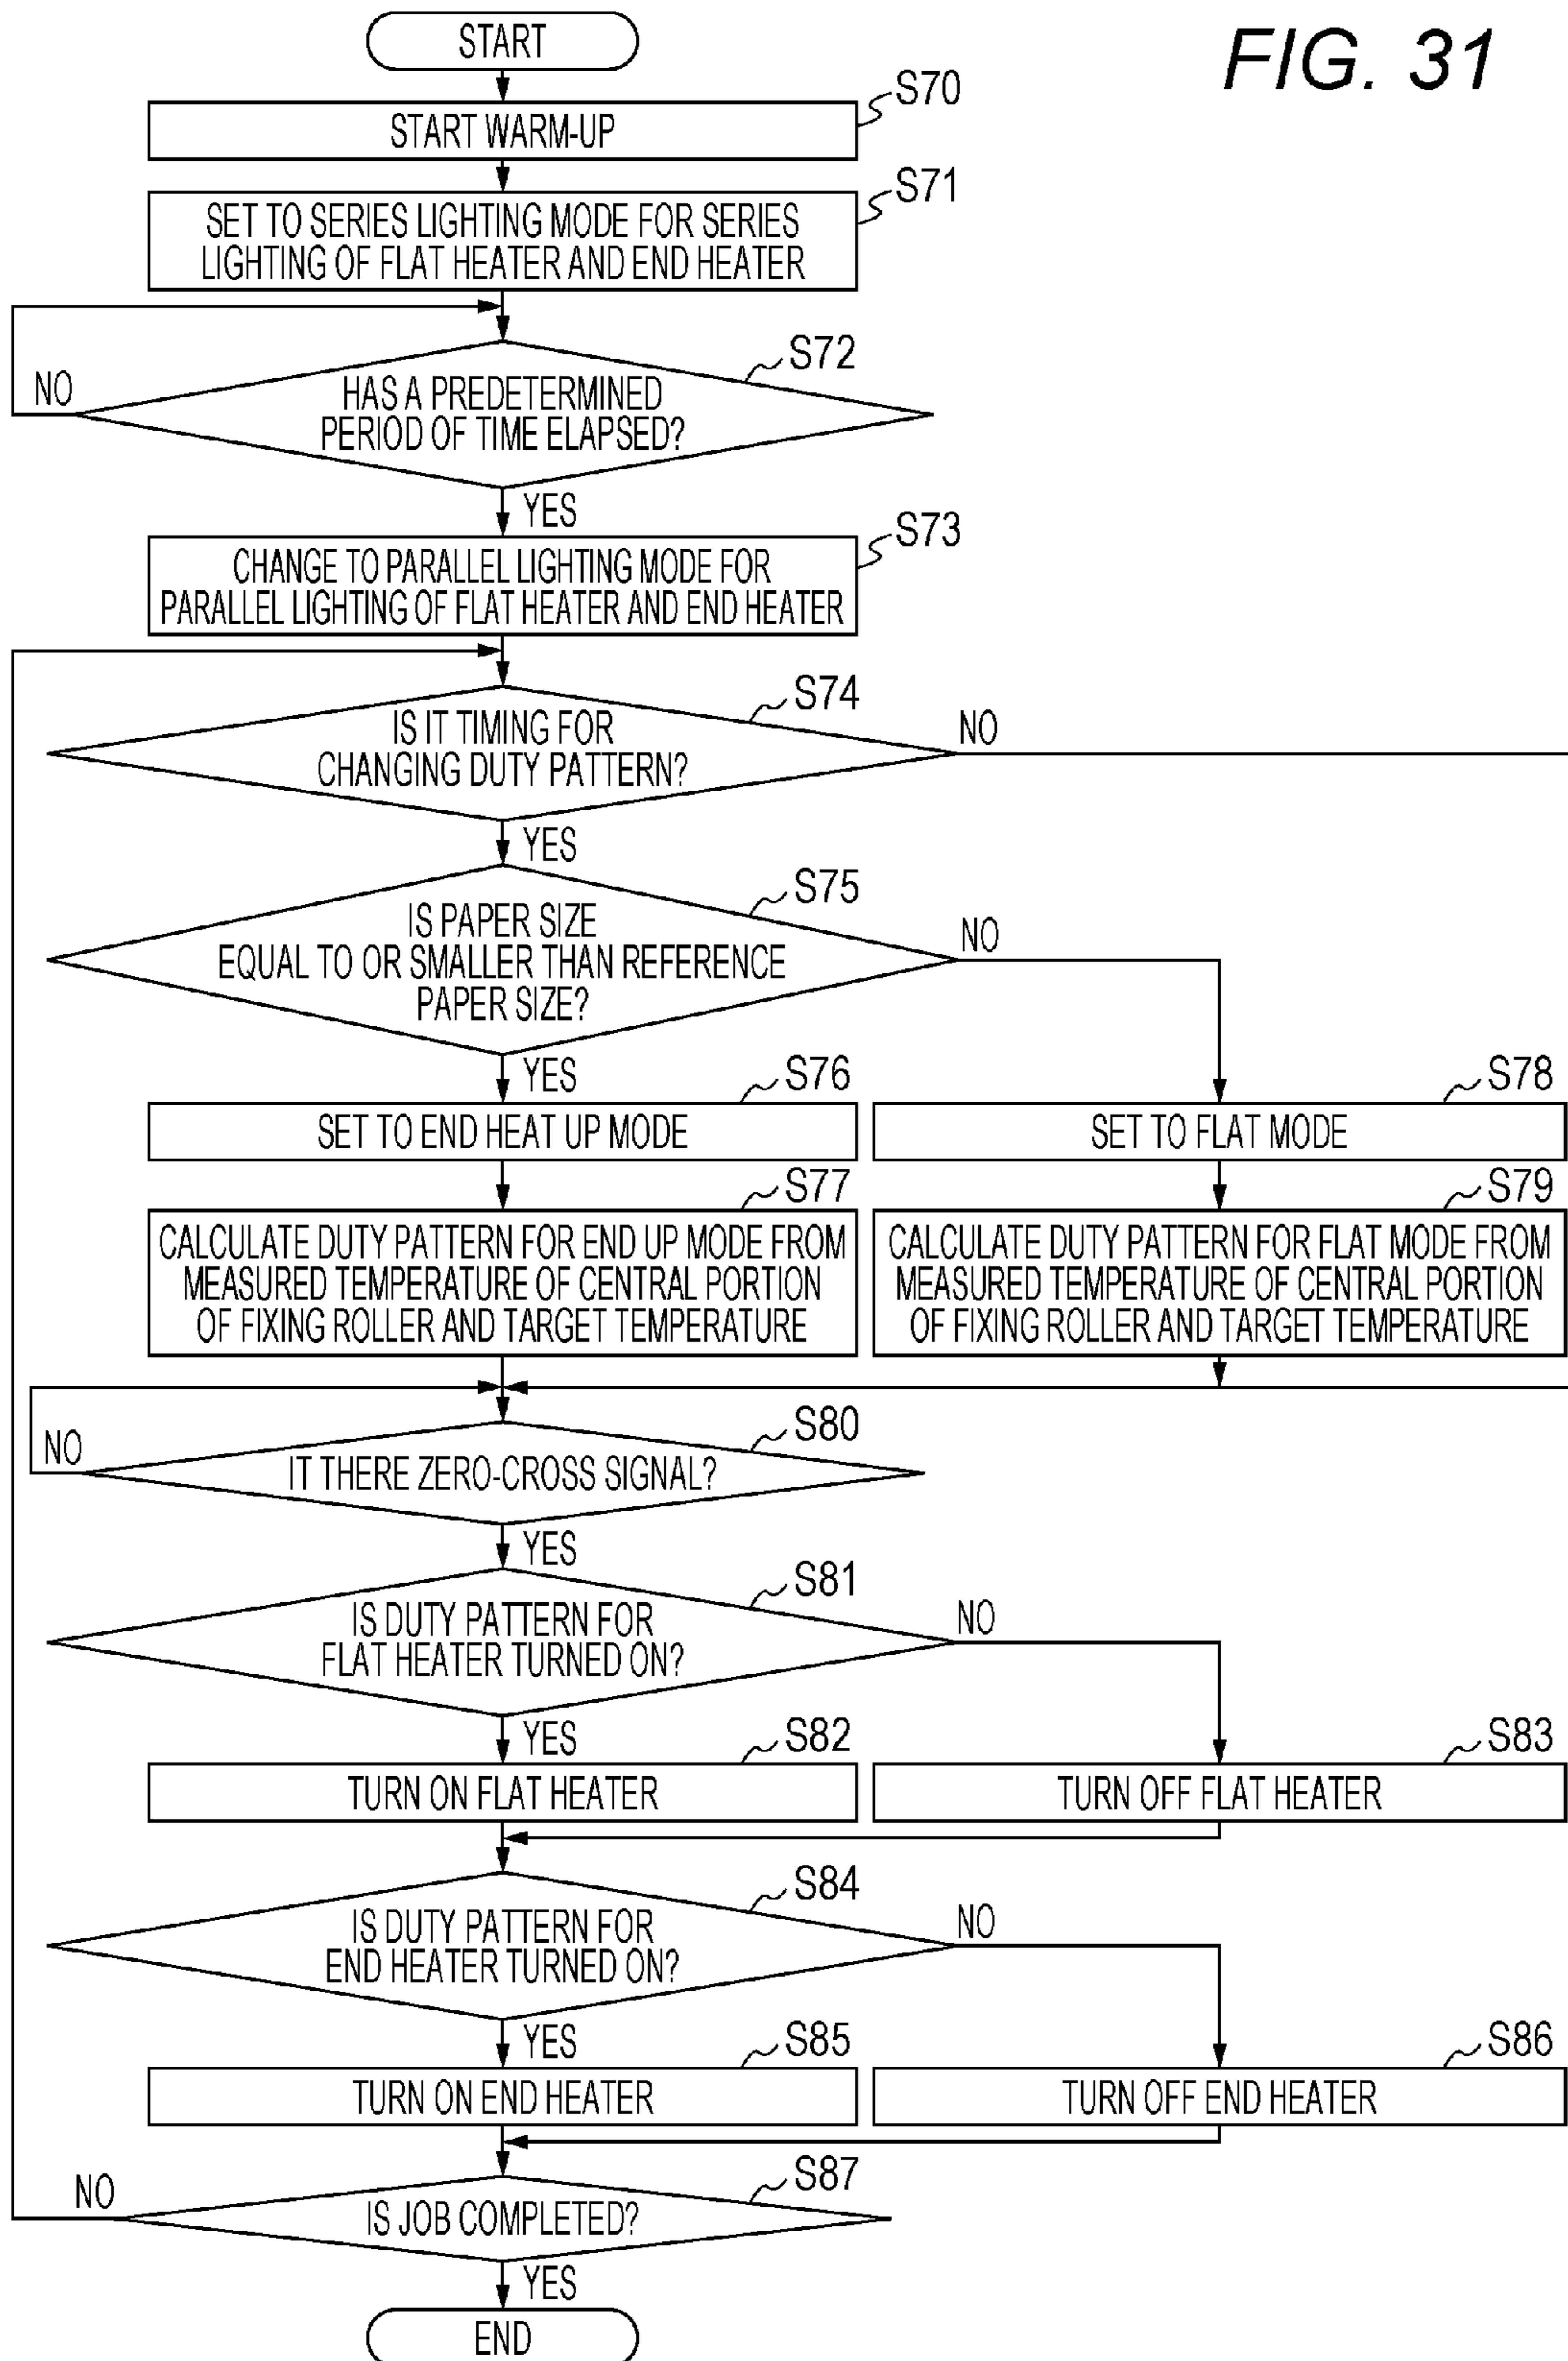 FIG. 31
START
S70
START WARM-UP
S71
SET TO SERIES LIGHTING MODE FOR SERIES
LIGHTING OF FLAT HEATER AND END HEATER
S72
NO
HAS A PREDETERMINED
PERIOD OF TIME ELAPSED?
YES
S73
CHANGE TO PARALLEL LIGHTING MODE FOR
PARALLEL LIGHTING OF FLAT HEATER AND END HEATER
S74
NO
IS IT TIMING FOR
CHANGING DUTY PATTERN?
YES
S75
NO
IS PAPER SIZE
EQUAL TO OR SMALLER THAN REFERENCE
PAPER SIZE?
YES
S76
SET TO END HEAT UP MODE
S78
SET TO FLAT MODE
S77
CALCULATE DUTY PATTERN FOR END UP MODE FROM
MEASURED TEMPERATURE OF CENTRAL PORTION
OF FIXING ROLLER AND TARGET TEMPERATURE
S79
CALCULATE DUTY PATTERN FOR FLAT MODE FROM
MEASURED TEMPERATURE OF CENTRAL PORTION
OF FIXING ROLLER AND TARGET TEMPERATURE
S80
NO
IT THERE ZERO-CROSS SIGNAL?
YES
S81
NO
IS DUTY PATTERN FOR
FLAT HEATER TURNED ON?
YES
S82
TURN ON FLAT HEATER
S83
TURN OFF FLAT HEATER
S84
NO
IS DUTY PATTERN FOR
END HEATER TURNED ON?
YES
S85
TURN ON END HEATER
S86
TURN OFF END HEATER
S87
NO
IS JOB COMPLETED?
YES
END